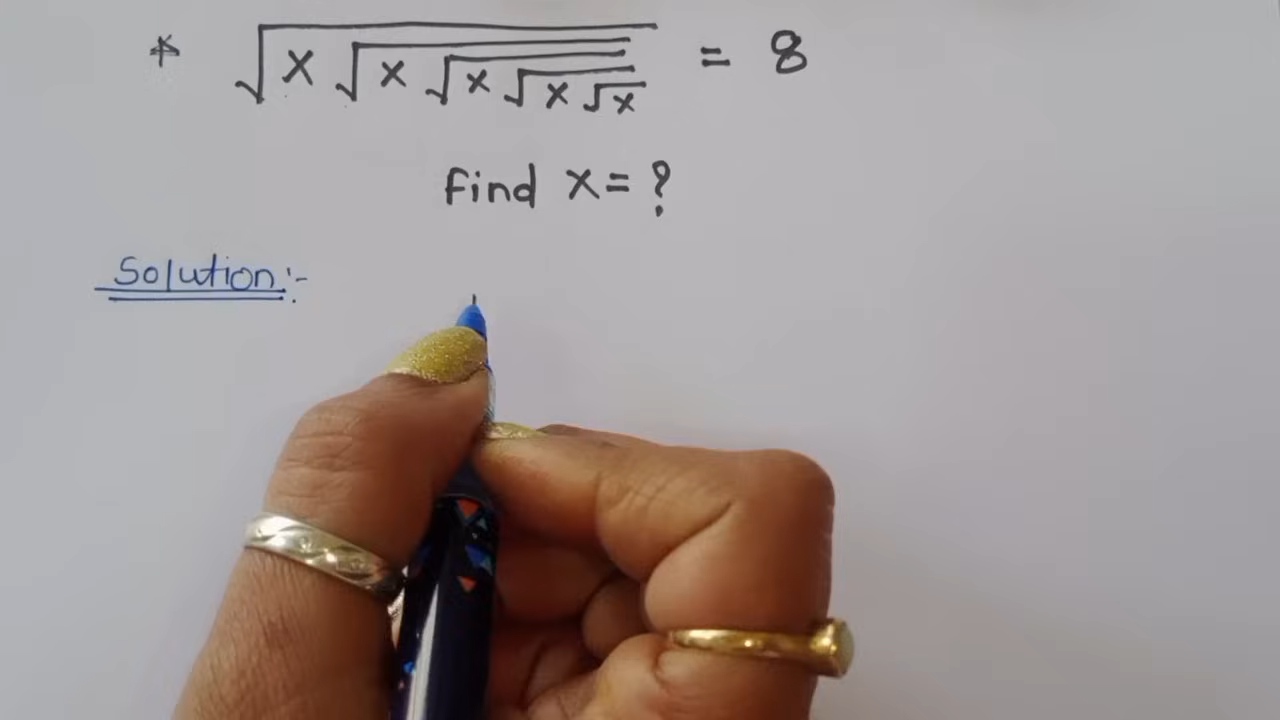 * √(x√(x√(x√(x√x)))) = 8
Find x = ?
Solution:-